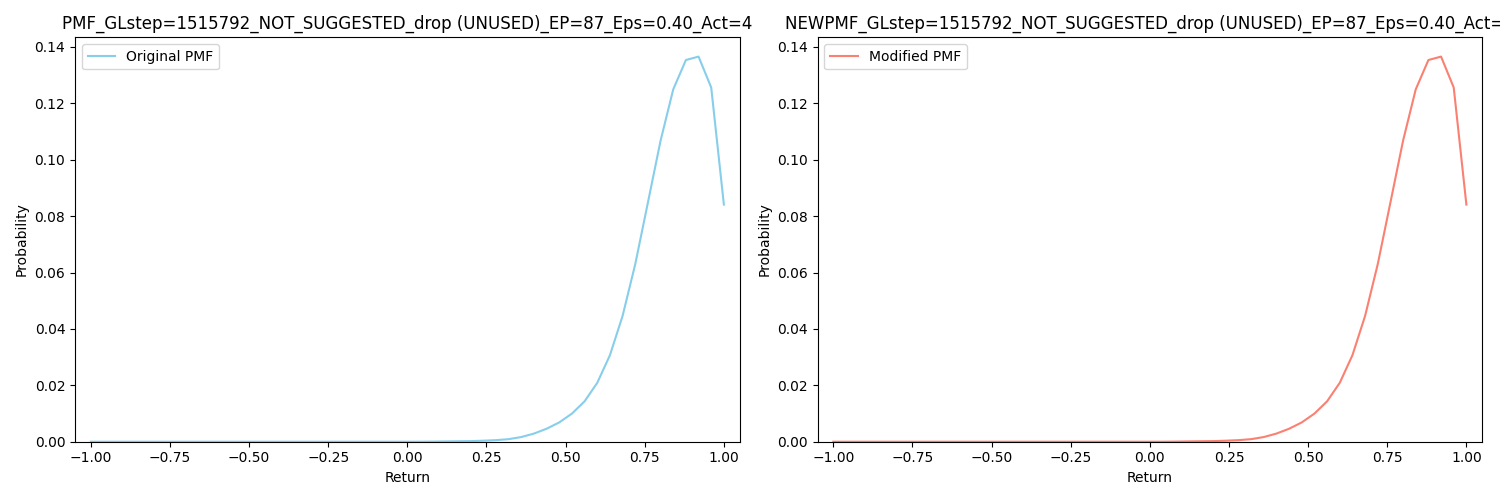 PMF_GLstep=1515792_NOT_SUGGESTED_drop (UNUSED)_EP=87_Eps=0.40_Act=4
Original PMF
0.14
0.12
0.10
0.08
0.06
0.04
0.02
0.00
Probability
−1.00 −0.75 −0.50 −0.25 0.00 0.25 0.50 0.75 1.00
Return
NEWPMF_GLstep=1515792_NOT_SUGGESTED_drop (UNUSED)_EP=87_Eps=0.40_Act=
Modified PMF
0.14
0.12
0.10
0.08
0.06
0.04
0.02
0.00
Probability
−1.00 −0.75 −0.50 −0.25 0.00 0.25 0.50 0.75 1.00
Return